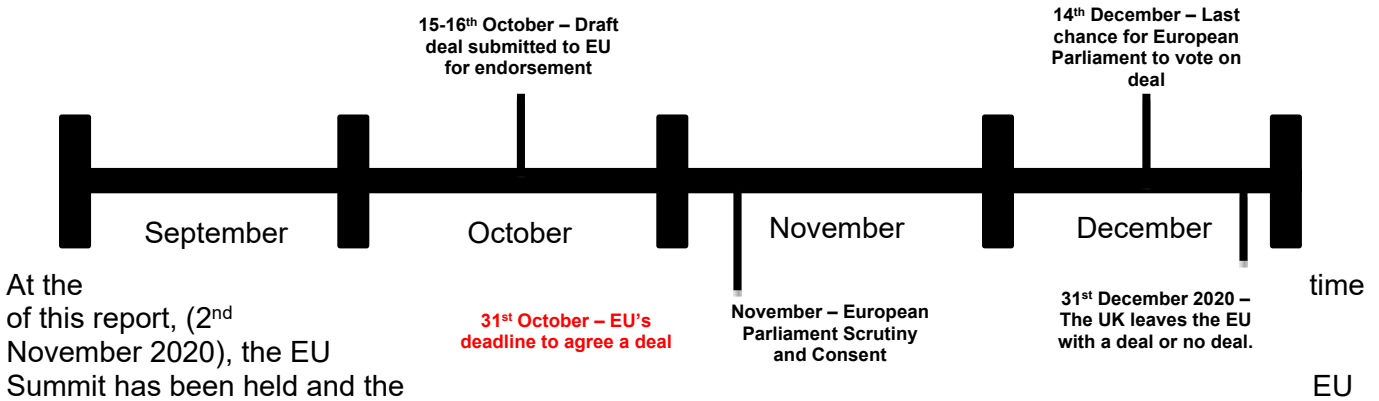 15-16th October – Draft
deal submitted to EU
for endorsement
14th December – Last
chance for European
Parliament to vote on
deal
September
October
November
December
31st October – EU's
deadline to agree a deal
November – European
Parliament Scrutiny
and Consent
31st December 2020 –
The UK leaves the EU
with a deal or no deal.
At the time
of this report, (2nd
November 2020), the EU
Summit has been held and the EU